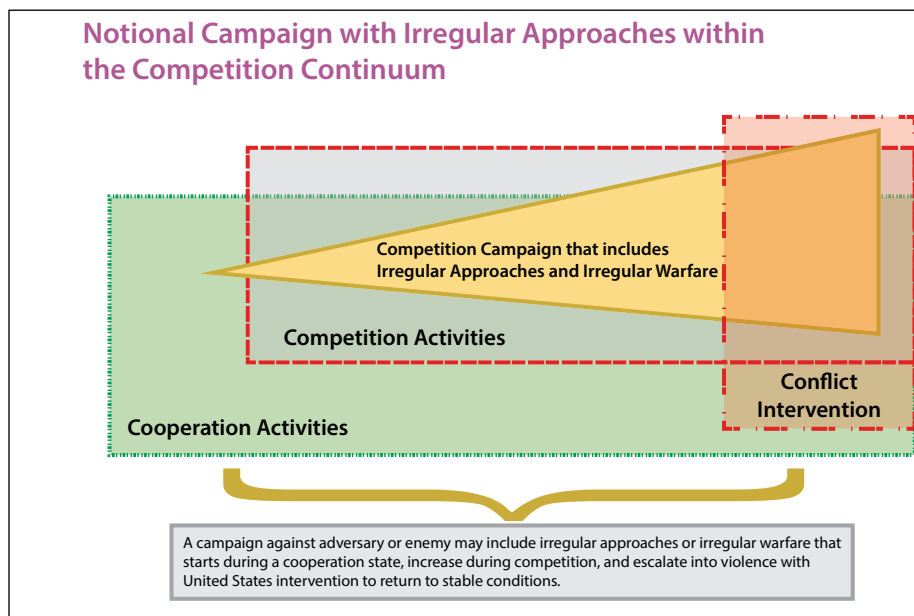 Notional Campaign with Irregular Approaches within
the Competition Continuum
Competition Campaign that includes
Irregular Approaches and Irregular Warfare
Competition Activities
Conflict
Intervention
Cooperation Activities
A campaign against adversary or enemy may include irregular approaches or irregular warfare that
starts during a cooperation state, increase during competition, and escalate into violence with
United States intervention to return to stable conditions.